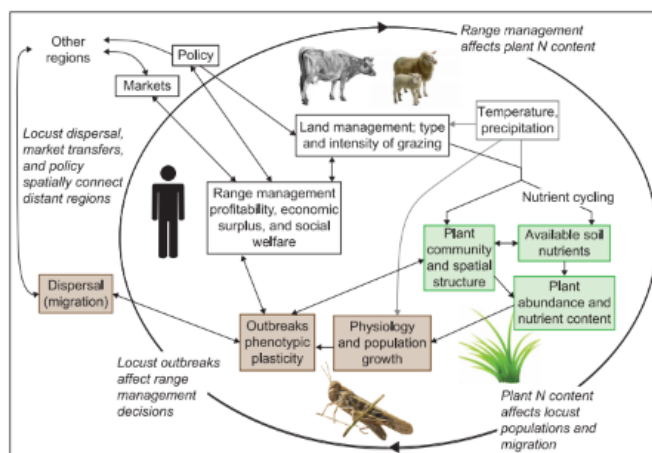 Other
regions
Policy
Markets
Range management
affects plant N content
Temperature,
precipitation
Locust dispersal,
market transfers,
and policy
spatially connect
distant regions
Land management; type
and intensity of grazing
Range management
profitability, economic
surplus, and social
welfare
Nutrient cycling
Plant
community
and spatial
structure
Available soil
nutrients
Dispersal
(migration)
Plant
abundance and
nutrient content
Outbreaks
phenotypic
plasticity
Physiology
and population
growth
Locust outbreaks
affect range
management
decisions
Plant N content
affects locust
populations and
migration